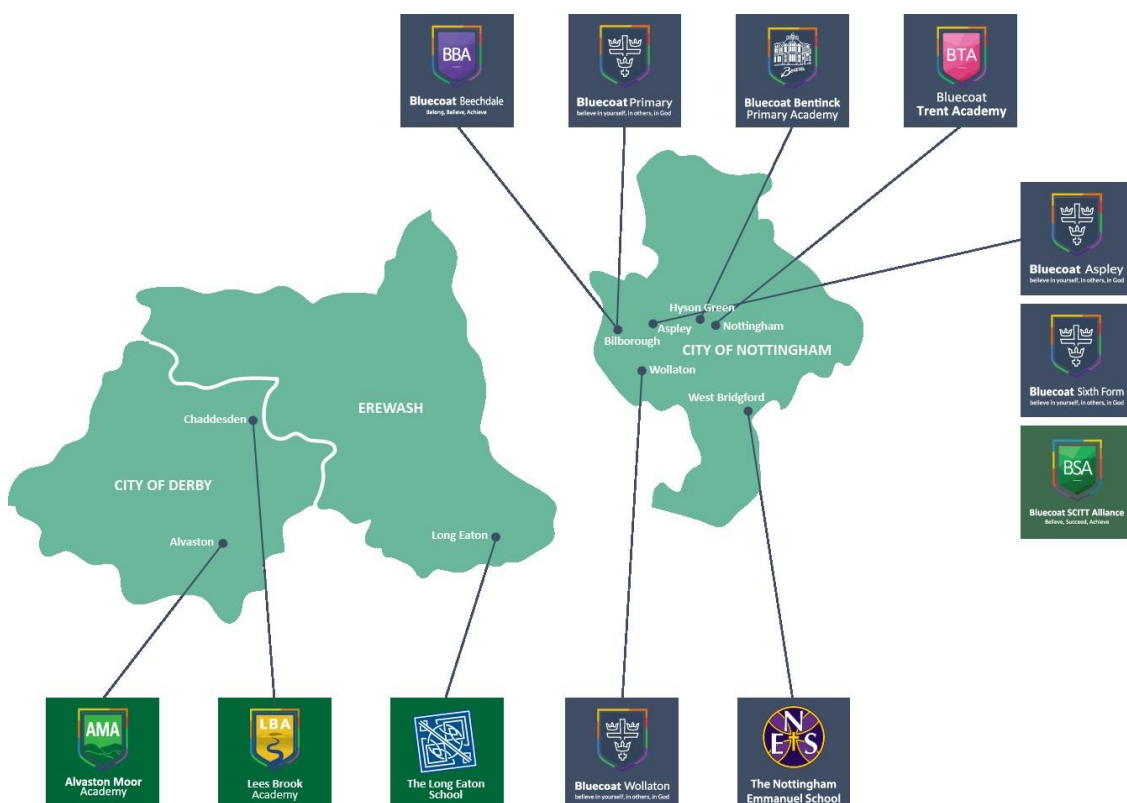 BBA
Bluecoat Beechdale
Belong, Believe, Achieve
Bluecoat Primary
believe in yourself, in others, in God
Bentinck
Bluecoat Bentinck
Primary Academy
BTA
Bluecoat
Trent Academy
Bluecoat Aspley
believe in yourself, in others, in God
Bluecoat Sixth Form
believe in yourself, in others, in God
BSA
Bluecoat SCITT Alliance
Believe, Succeed, Achieve
Hyson Green
Aspley
Nottingham
Bilborough
CITY OF NOTTINGHAM
Wollaton
West Bridgford
EREWASH
Chaddesden
CITY OF DERBY
Alvaston
Long Eaton
AMA
Alvaston Moor
Academy
LBA
Lees Brook
Academy
The Long Eaton
School
Bluecoat Wollaton
believe in yourself, in others, in God
N
E S
The Nottingham
Emmanuel School